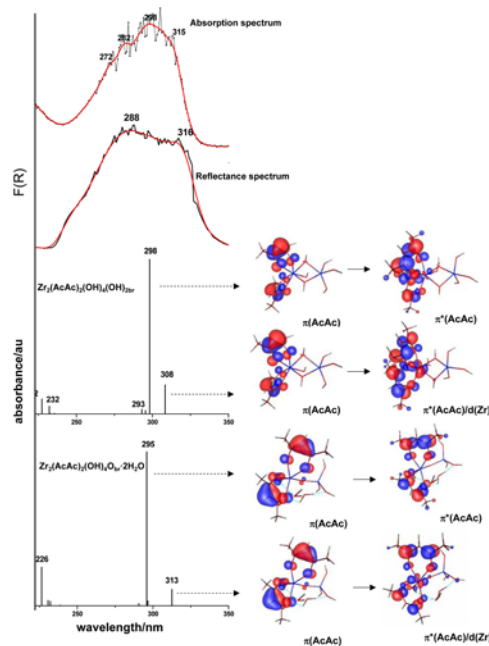 298
Absorption spectrum
282
315
272
288
316
F(R)
Reflectance spectrum
298
Zr₂(AcAc)₂(OH)₄(OH)₂br
π(AcAc)
π*(AcAc)
absorbance/au
308
2
232
293
250
300
350
π(AcAc)
π*(AcAc)/d(Zr)
Zr₂(AcAc)₂(OH)₄Obr·2H₂O
295
π(AcAc)
π*(AcAc)
226
313
250
300
350
wavelength/nm
π(AcAc)
π*(AcAc)/d(Zr)